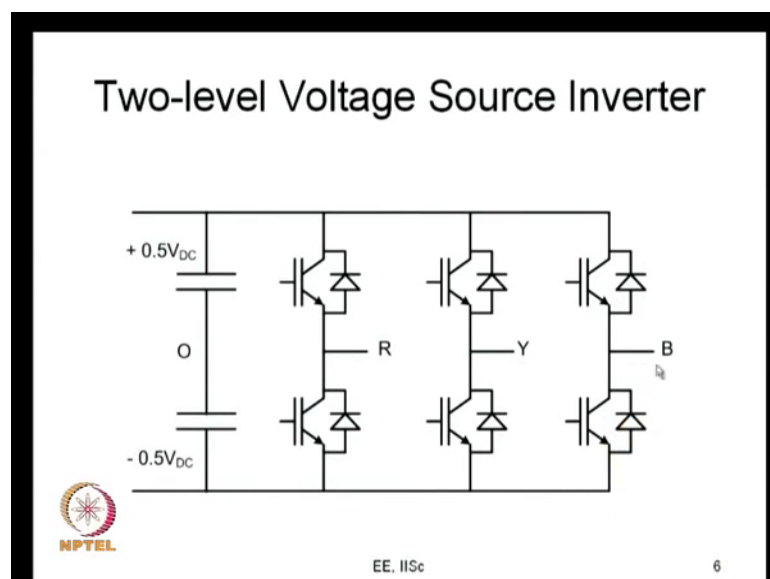 Two-level Voltage Source Inverter
+ 0.5VDC
O
R
Y
B
- 0.5VDC
NPTEL
EE, IISc
6